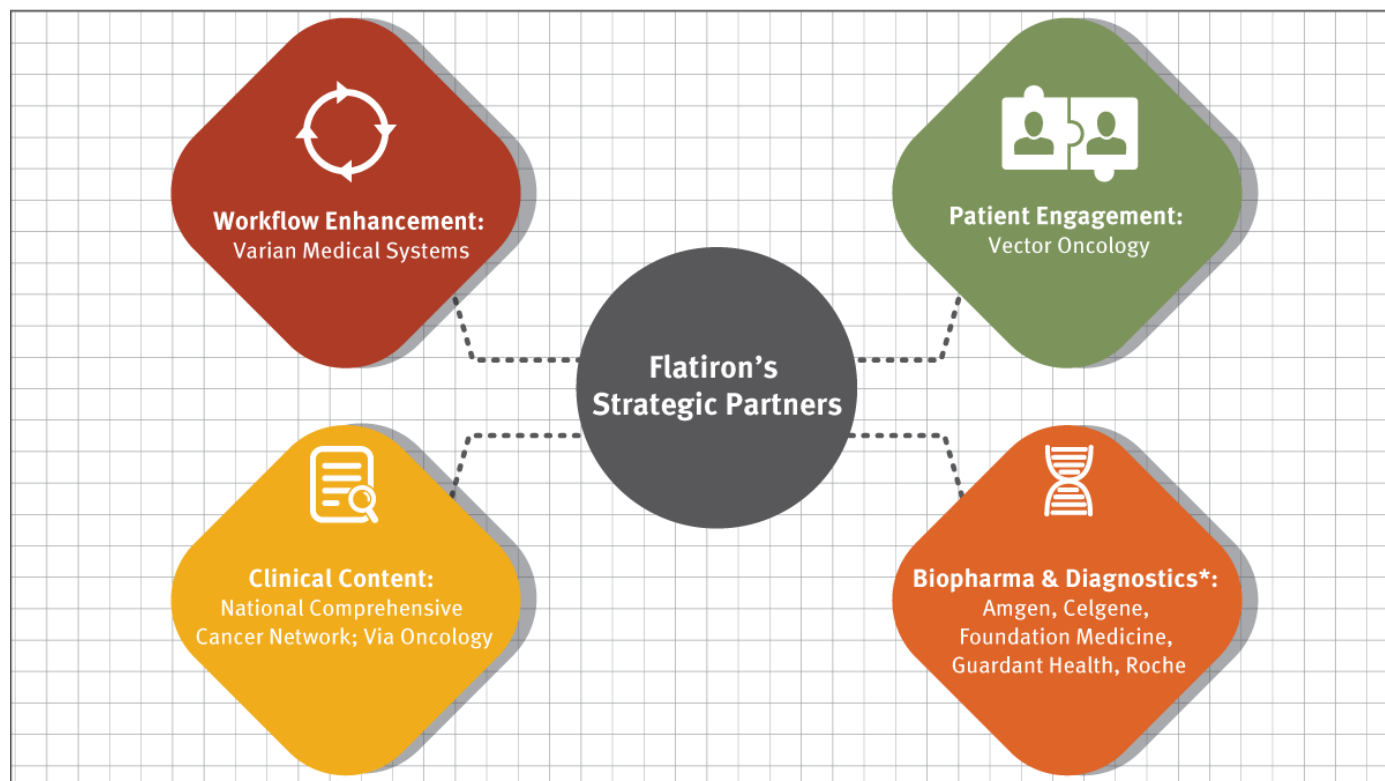 Workflow Enhancement:
Varian Medical Systems
Patient Engagement:
Vector Oncology
Flatiron’s
Strategic Partners
Clinical Content:
National Comprehensive
Cancer Network; Via Oncology
Biopharma & Diagnostics*:
Amgen, Celgene,
Foundation Medicine,
Guardant Health, Roche